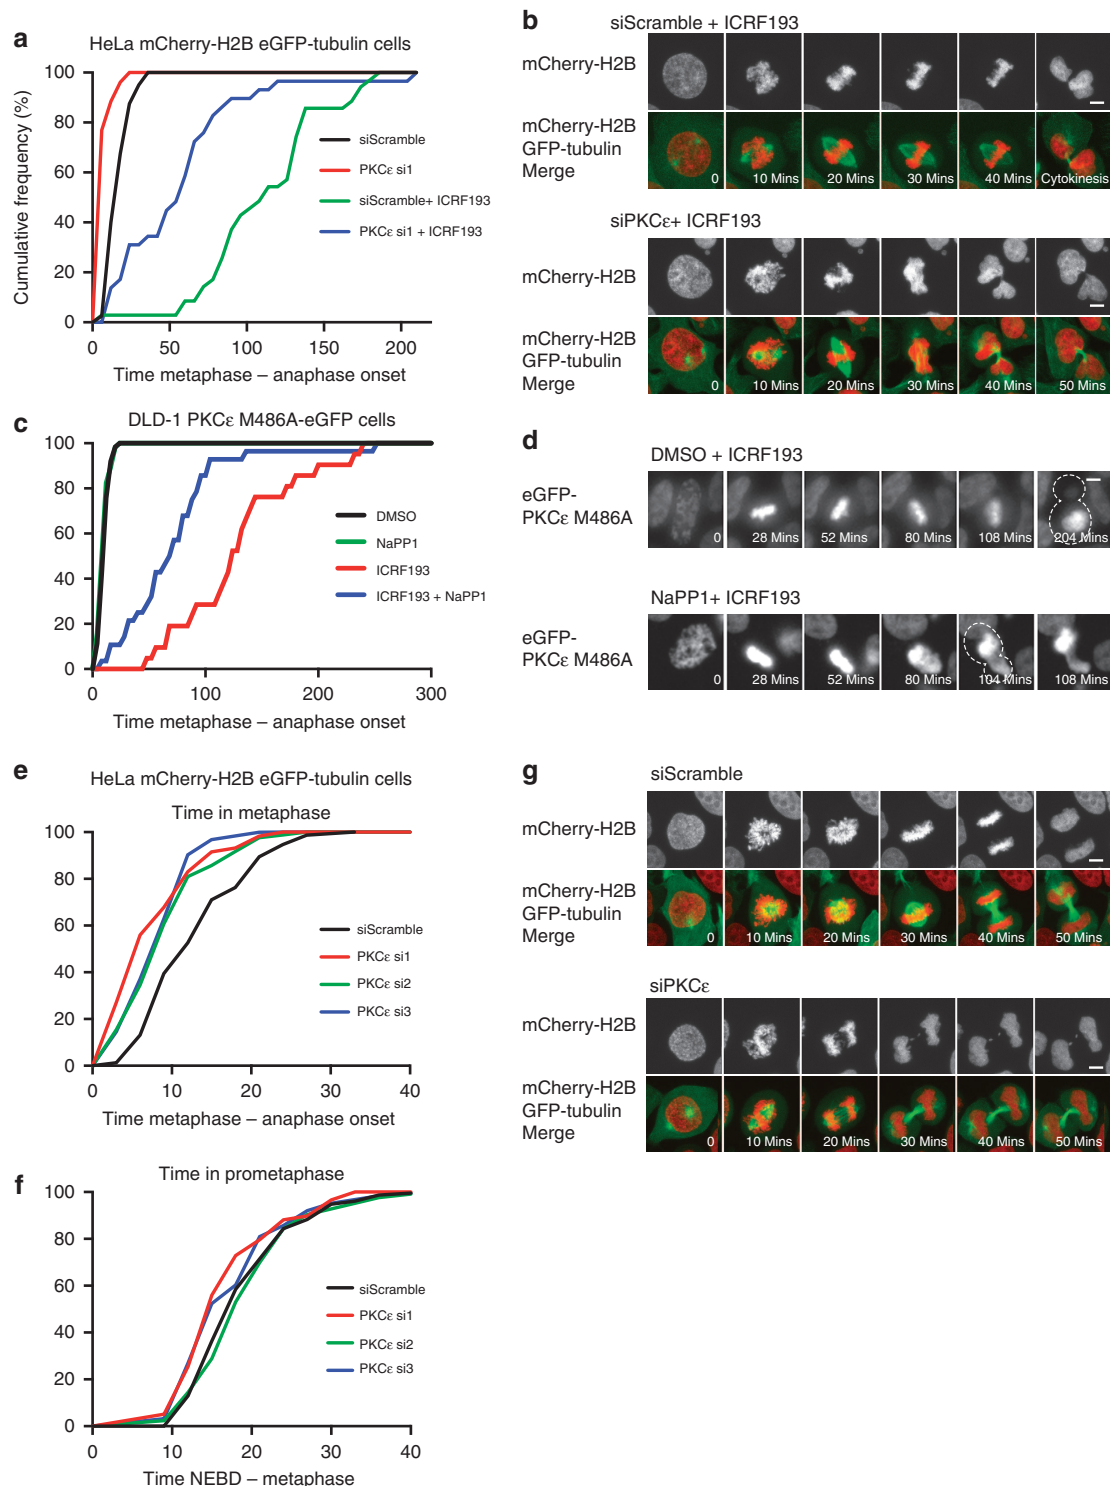 a
HeLa mCherry-H2B eGFP-tubulin cells
Cumulative frequency (%)
100
80
60
40
20
0
siScramble
PKCε si1
siScramble+ ICRF193
PKCε si1 + ICRF193
0 50 100 150 200
Time metaphase – anaphase onset
b
siScramble + ICRF193
mCherry-H2B
mCherry-H2B
GFP-tubulin
Merge
0 10 Mins 20 Mins 30 Mins 40 Mins Cytokinesis
siPKCε+ ICRF193
mCherry-H2B
mCherry-H2B
GFP-tubulin
Merge
0 10 Mins 20 Mins 30 Mins 40 Mins 50 Mins
c
DLD-1 PKCε M486A-eGFP cells
100
80
60
40
20
0
DMSO
NaPP1
ICRF193
ICRF193 + NaPP1
0 100 200 300
Time metaphase – anaphase onset
d
DMSO + ICRF193
eGFP-
PKCε M486A
0 28 Mins 52 Mins 80 Mins 108 Mins 204 Mins
NaPP1+ ICRF193
eGFP-
PKCε M486A
0 28 Mins 52 Mins 80 Mins 104 Mins 108 Mins
e
HeLa mCherry-H2B eGFP-tubulin cells
Time in metaphase
100
80
60
40
20
0
siScramble
PKCε si1
PKCε si2
PKCε si3
0 10 20 30 40
Time metaphase – anaphase onset
f
Time in prometaphase
100
80
60
40
20
0
siScramble
PKCε si1
PKCε si2
PKCε si3
0 10 20 30 40
Time NEBD – metaphase
g
siScramble
mCherry-H2B
mCherry-H2B
GFP-tubulin
Merge
0 10 Mins 20 Mins 30 Mins 40 Mins 50 Mins
siPKCε
mCherry-H2B
mCherry-H2B
GFP-tubulin
Merge
0 10 Mins 20 Mins 30 Mins 40 Mins 50 Mins